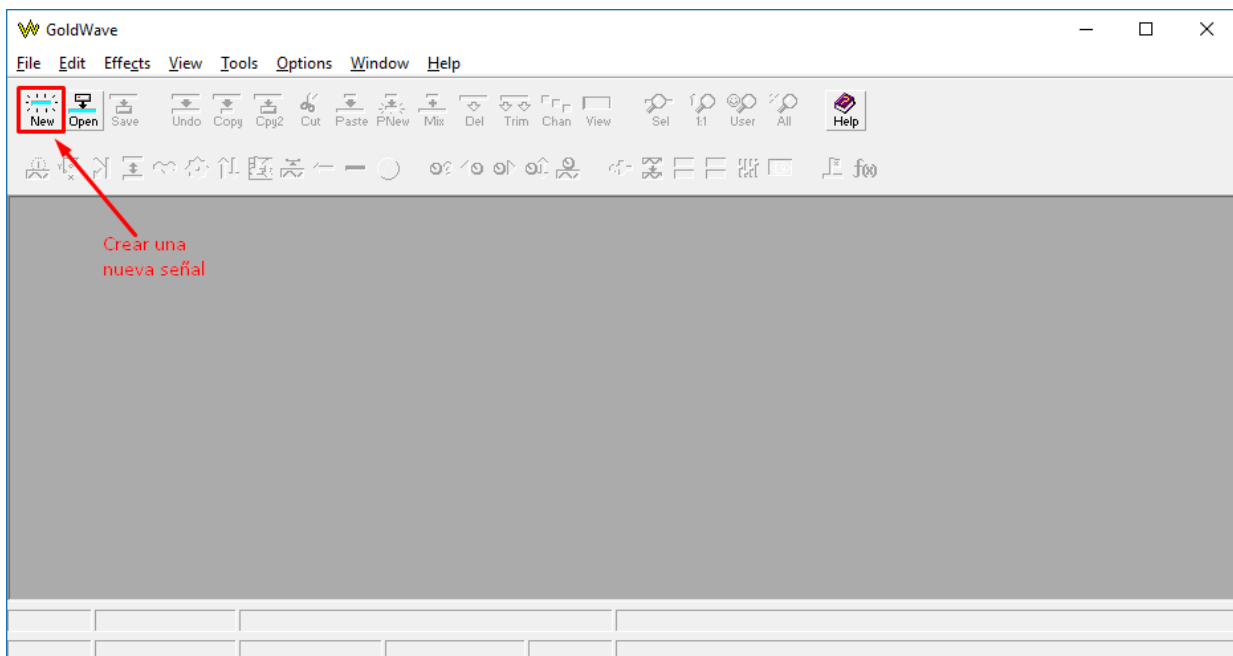 GoldWave
File Edit Effects View Tools Options Window Help
New Open Save Undo Copy Cpy2 Cut Paste PNew Mix Del Trim Chan View Sel 1:1 User All Help
f(x)
Crear una
nueva señal